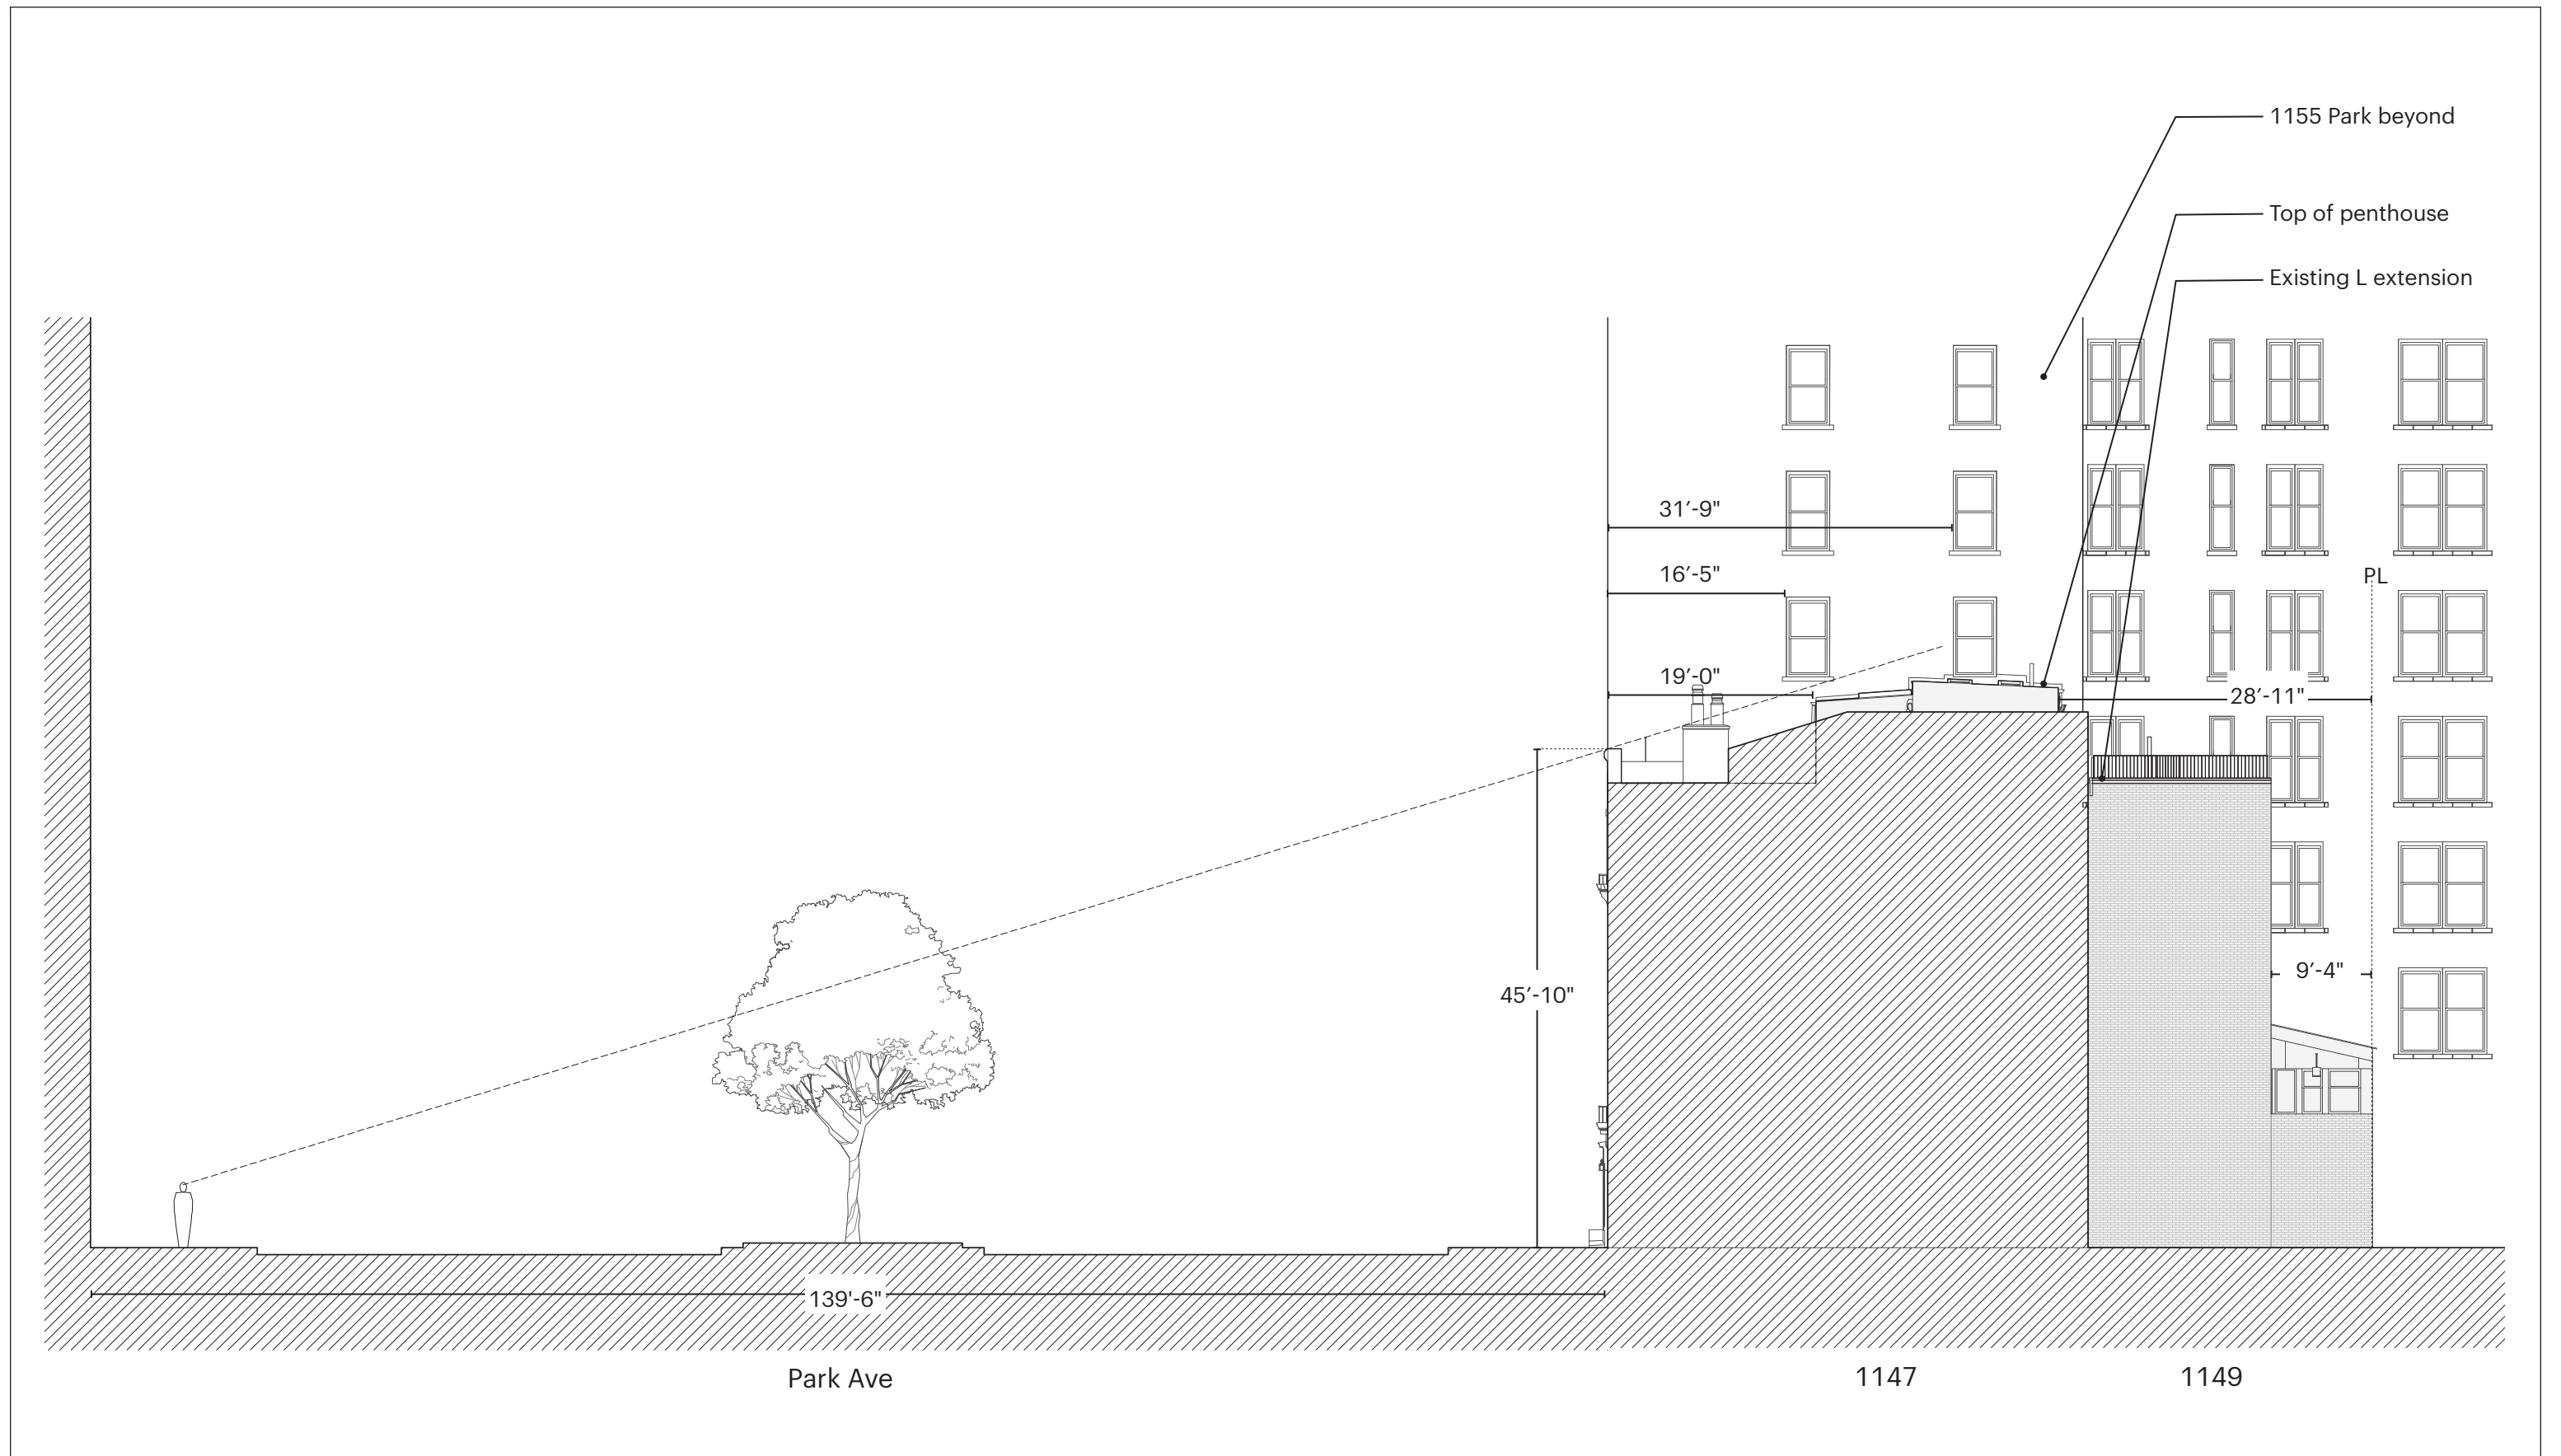 1155 Park beyond
Top of penthouse
Existing L extension
31′-9"
16′-5"
PL
19′-0"
28′-11"
9′-4"
45′-10"
139'-6"
Park Ave
1147
1149